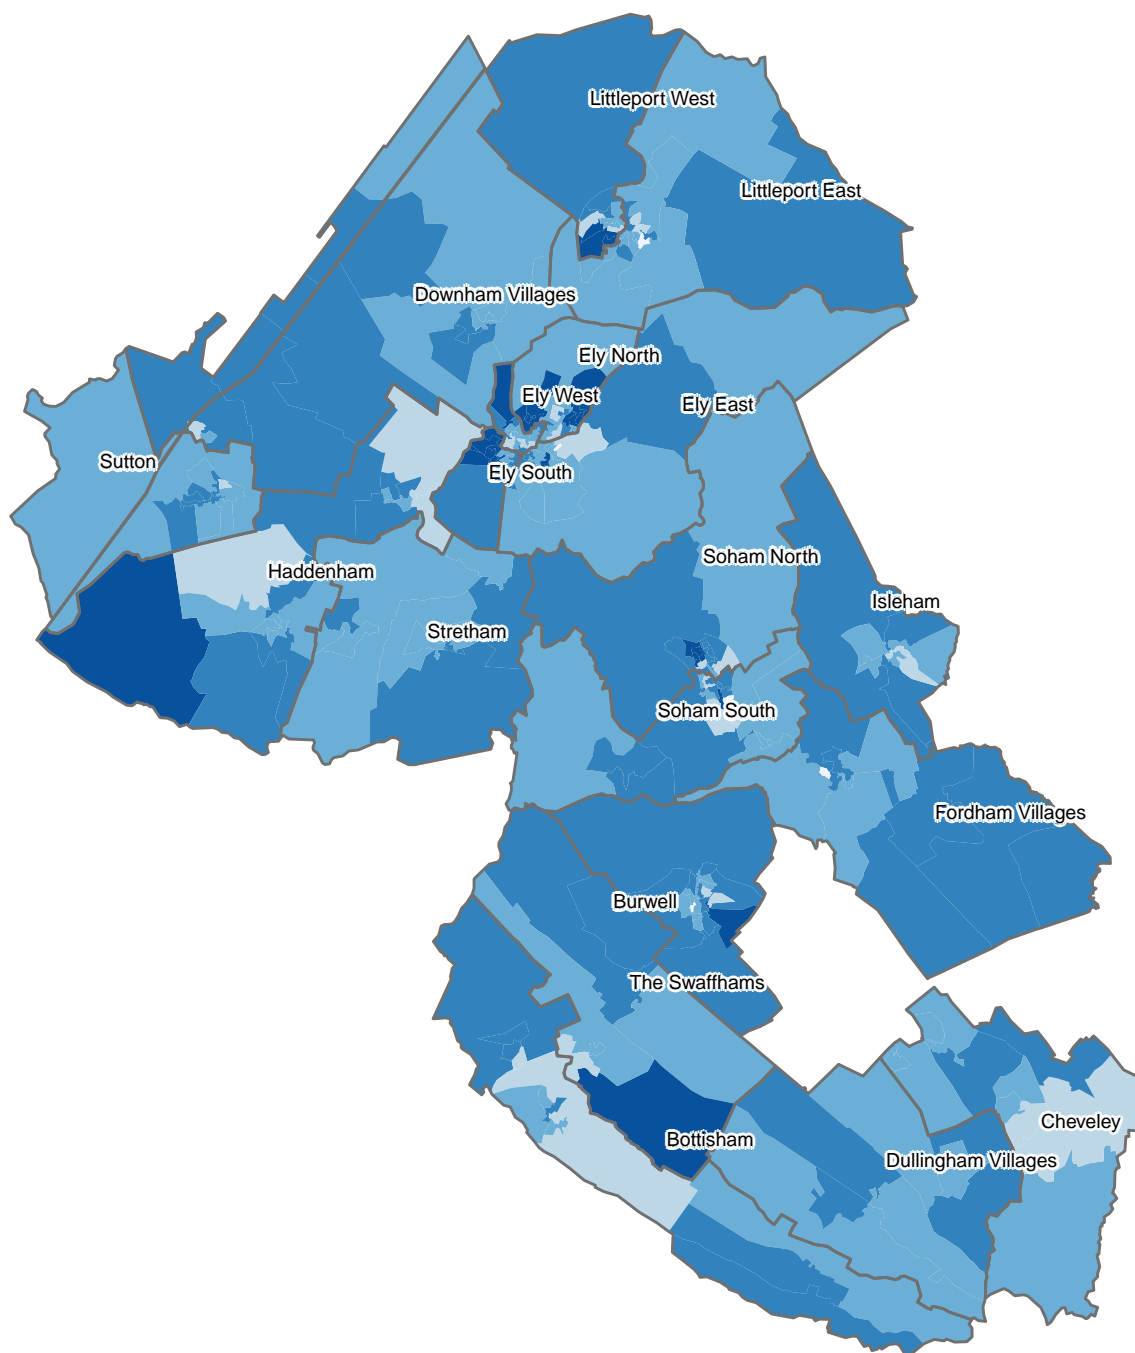 Littleport West
Littleport East
Downham Villages
Ely North
Ely West
Ely East
Sutton
Ely South
Soham North
Haddenham
Isleham
Stretham
Soham South
Fordham Villages
Burwell
The Swaffhams
Cheveley
Bottisham
Dullingham Villages